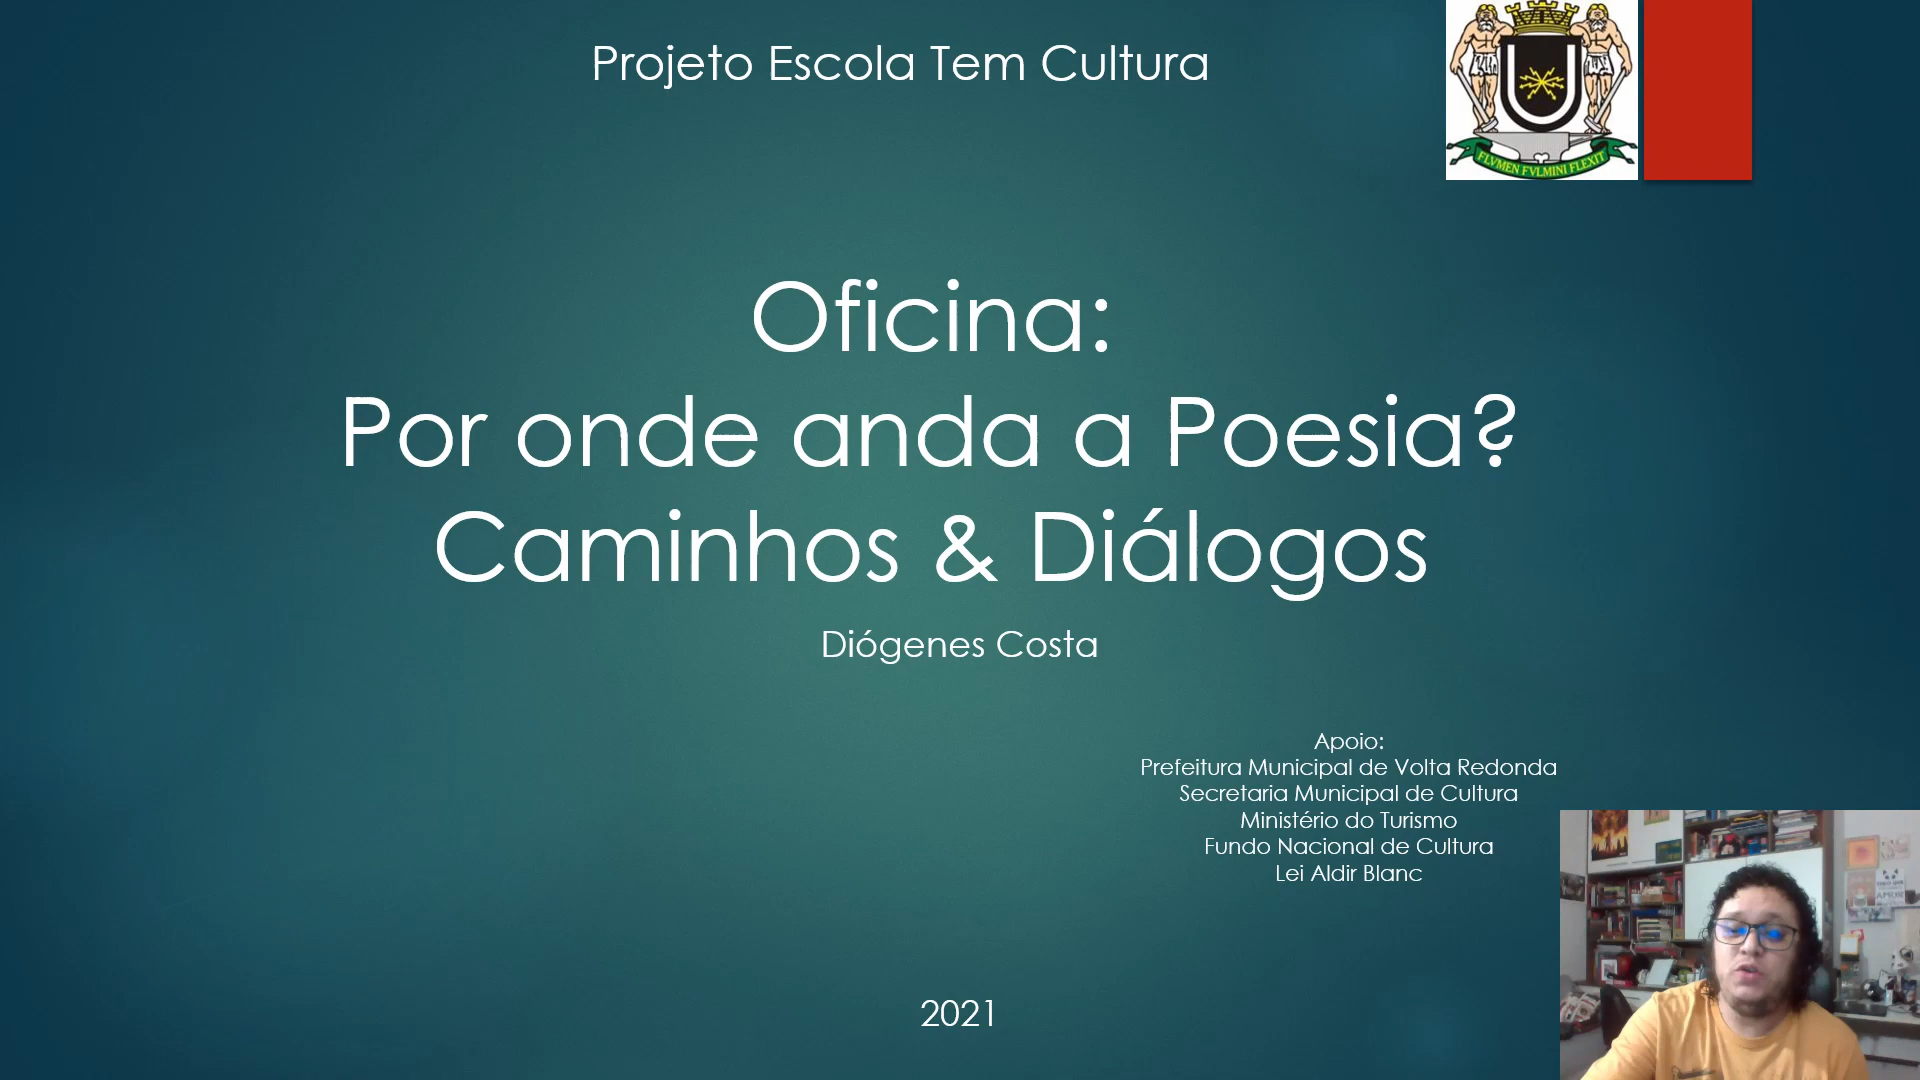 Projeto Escola Tem Cultura
FLVMEN FVLMINI FLEXIT
Oficina:
Por onde anda a Poesia?
Caminhos & Diálogos
Diógenes Costa
Apoio:
Prefeitura Municipal de Volta Redonda
Secretaria Municipal de Cultura
Ministério do Turismo
Fundo Nacional de Cultura
Lei Aldir Blanc
2021